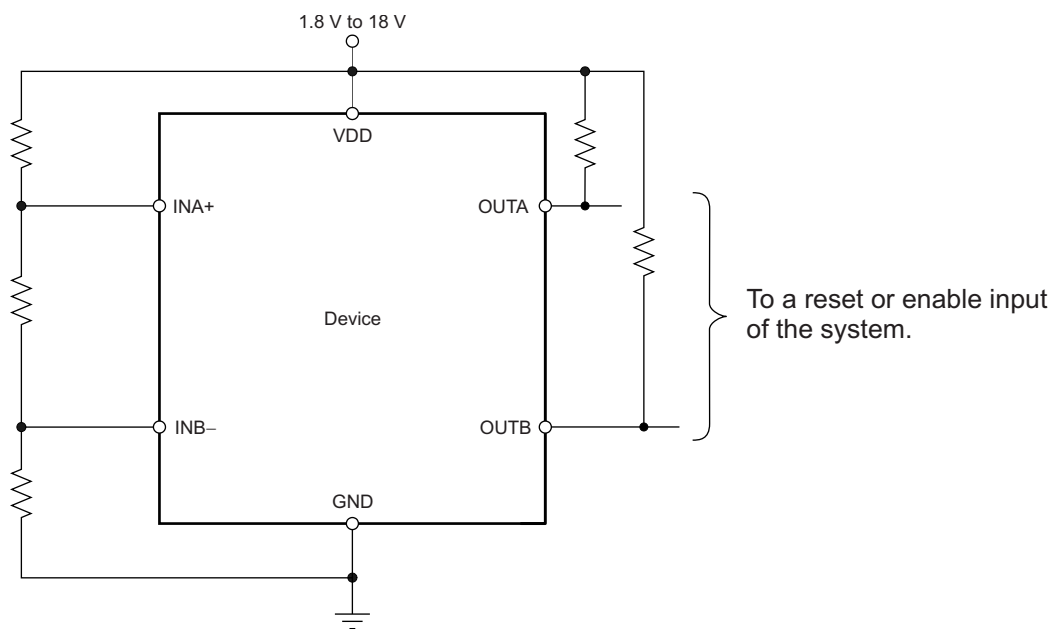 1.8 V to 18 V
VDD
INA+
OUTA
To a reset or enable input
of the system.
Device
INB–
OUTB
GND